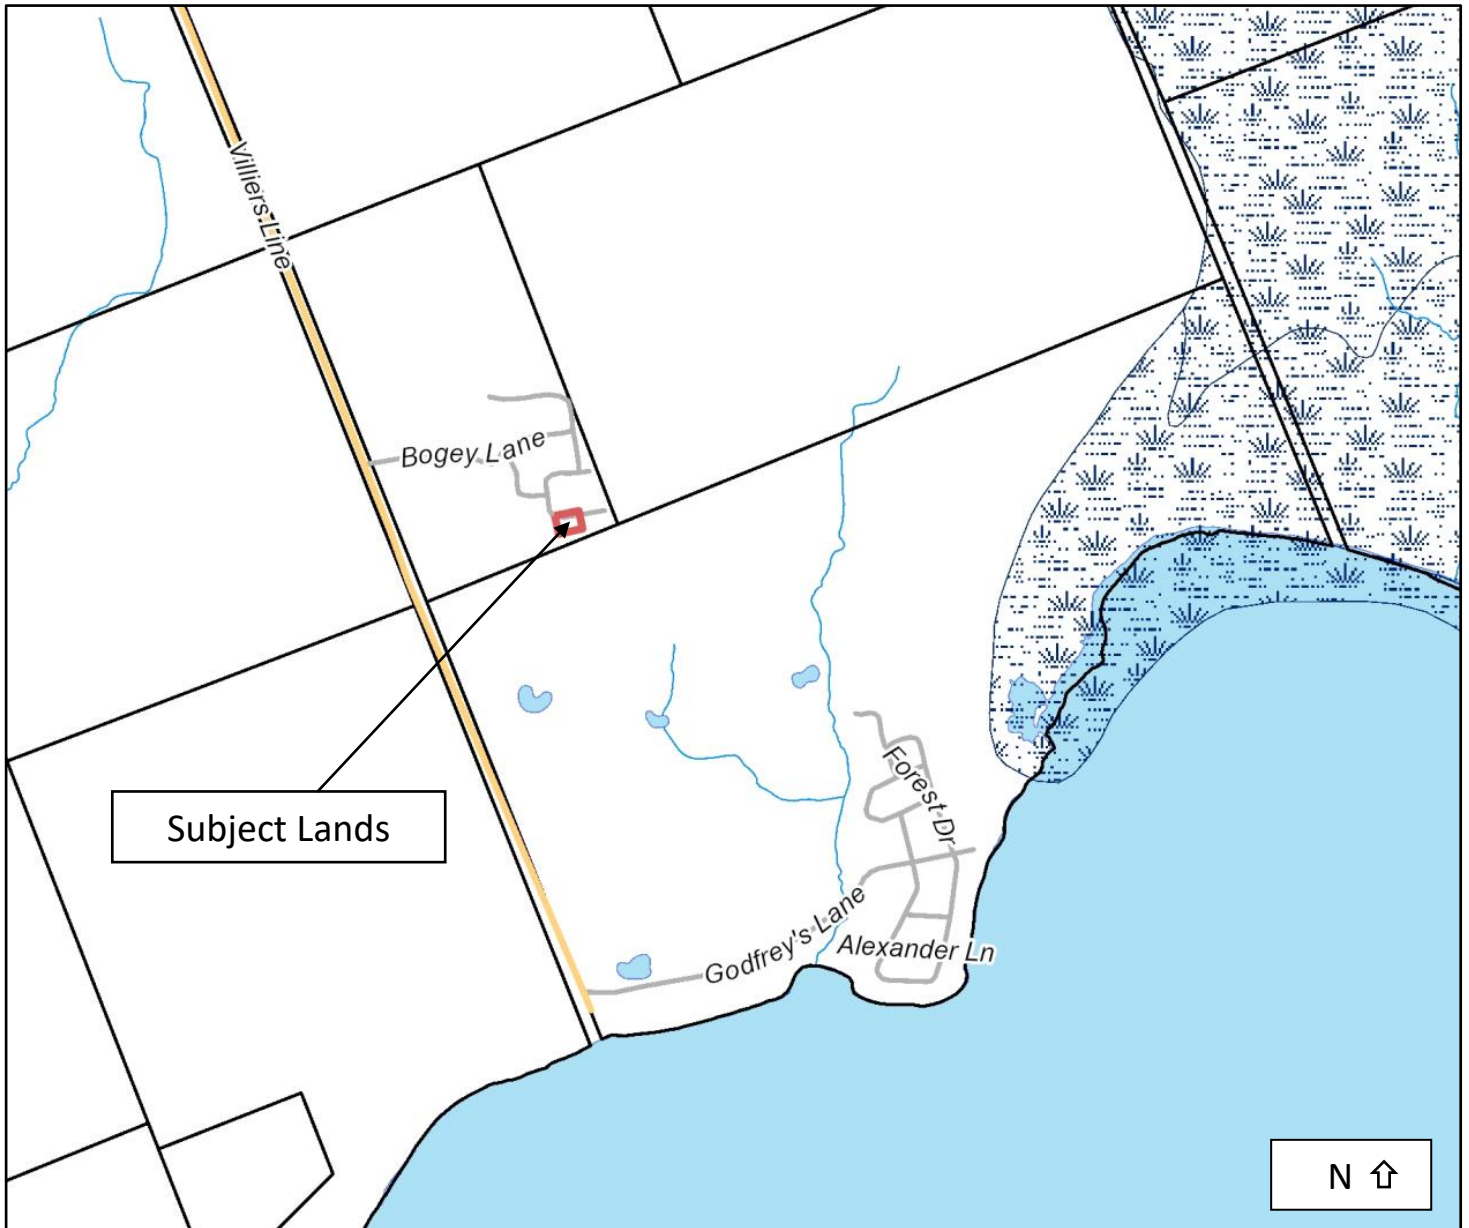 Villiers Line
Bogey Lane
Subject Lands
Forest Dr
Godfrey's Lane
Alexander Ln
N